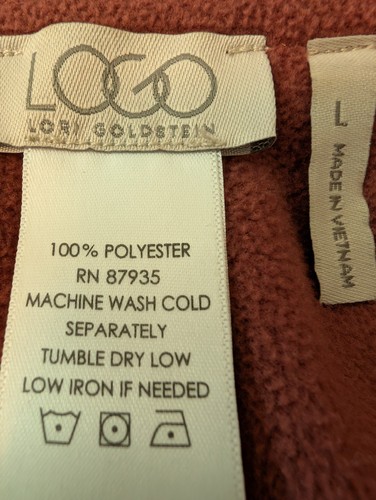 LOGO
LORI GOLDSTEIN
100% POLYESTER
RN 87935
MACHINE WASH COLD
SEPARATELY
TUMBLE DRY LOW
LOW IRON IF NEEDED
L
MADE IN VIETNAM